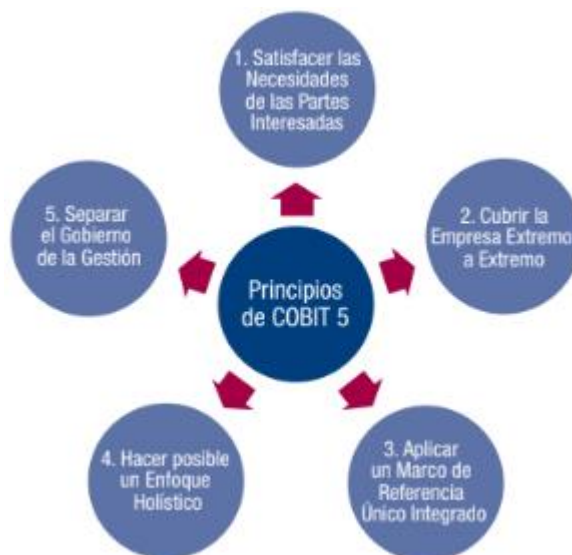 1. Satisfacer las
Necesidades
de las Partes
Interesadas
5. Separar
el Gobierno
de la Gestión
2. Cubrir la
Empresa Extremo
a Extremo
Principios
de COBIT 5
4. Hacer posible
un Enfoque
Holístico
3. Aplicar
un Marco de
Referencia
Único Integrado